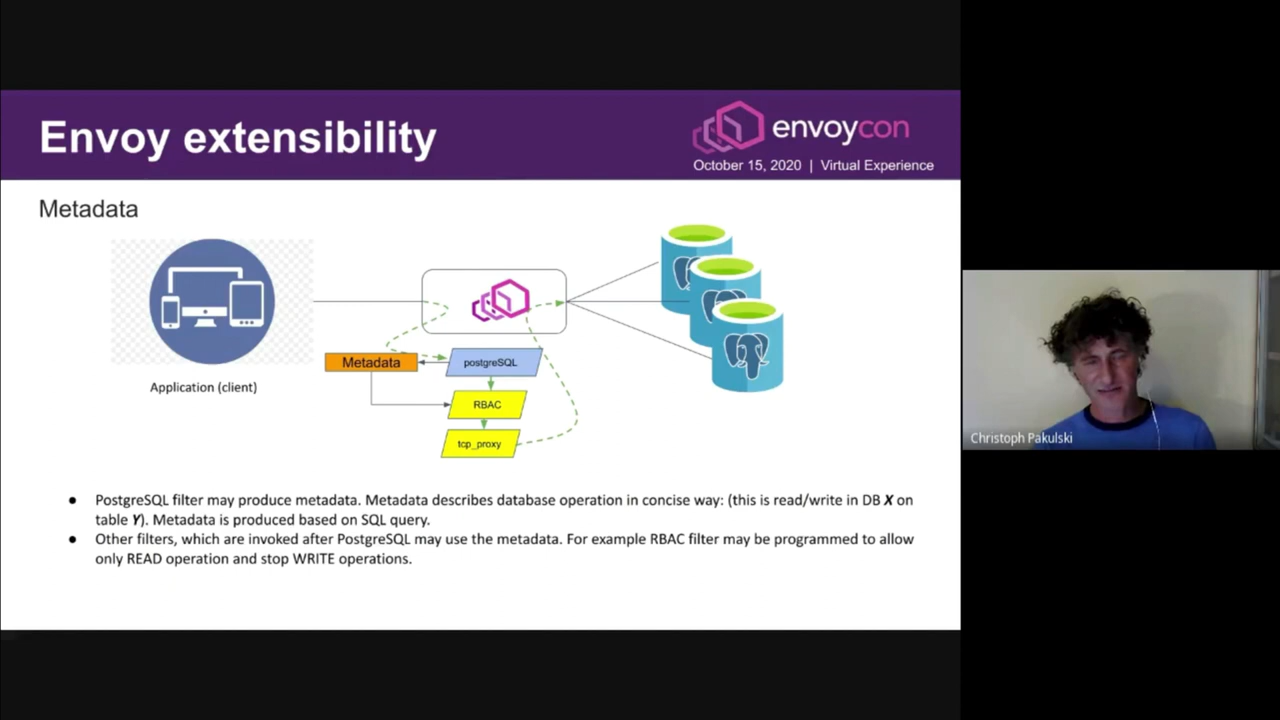 Envoy extensibility
envoycon
October 15, 2020 | Virtual Experience
Metadata
Metadata
postgreSQL
RBAC
tcp_proxy
Application (client)
Christoph Pakulski
● PostgreSQL filter may produce metadata. Metadata describes database operation in concise way: (this is read/write in DB X on
table Y). Metadata is produced based on SQL query.
● Other filters, which are invoked after PostgreSQL may use the metadata. For example RBAC filter may be programmed to allow
only READ operation and stop WRITE operations.